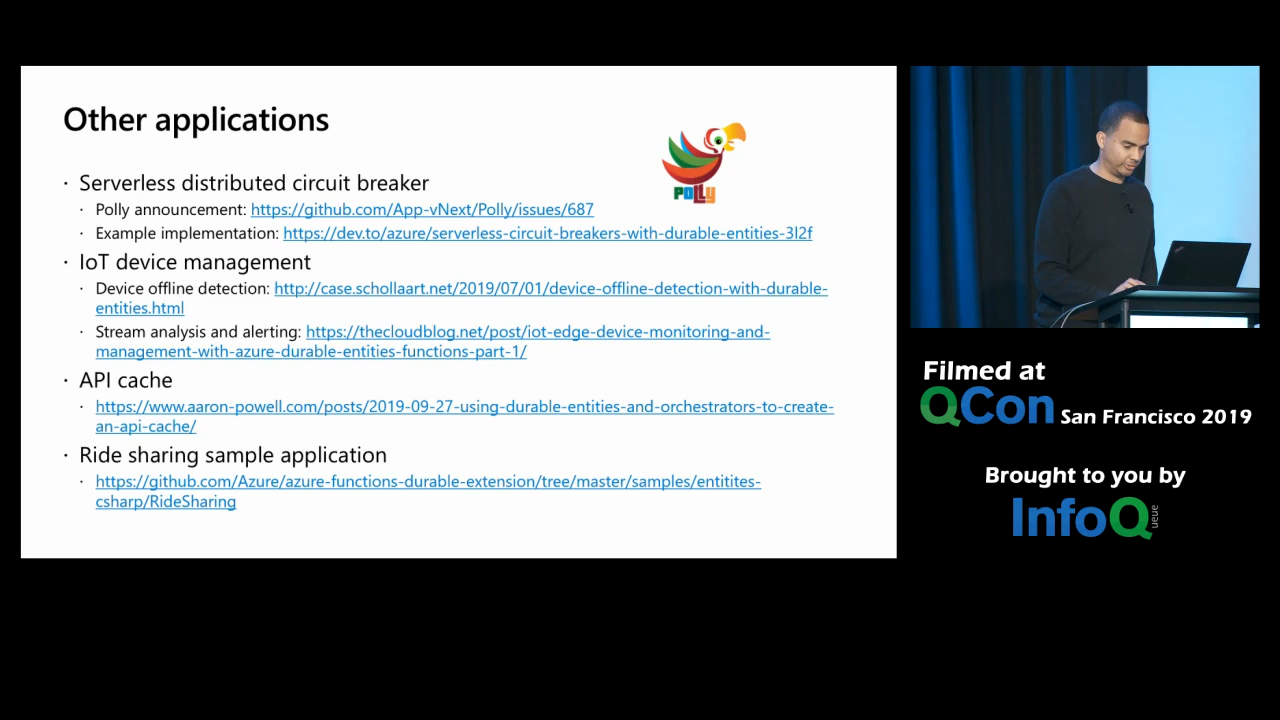 Other applications
POLLY
· Serverless distributed circuit breaker
· Polly announcement: https://github.com/App-vNext/Polly/issues/687
· Example implementation: https://dev.to/azure/serverless-circuit-breakers-with-durable-entities-3l2f
· IoT device management
· Device offline detection: http://case.schollaart.net/2019/07/01/device-offline-detection-with-durable-
entities.html
· Stream analysis and alerting: https://thecloudblog.net/post/iot-edge-device-monitoring-and-
management-with-azure-durable-entities-functions-part-1/
· API cache
· https://www.aaron-powell.com/posts/2019-09-27-using-durable-entities-and-orchestrators-to-create-
an-api-cache/
· Ride sharing sample application
· https://github.com/Azure/azure-functions-durable-extension/tree/master/samples/entitites-
csharp/RideSharing
Filmed at
QCon San Francisco 2019
Brought to you by
InfoQueue